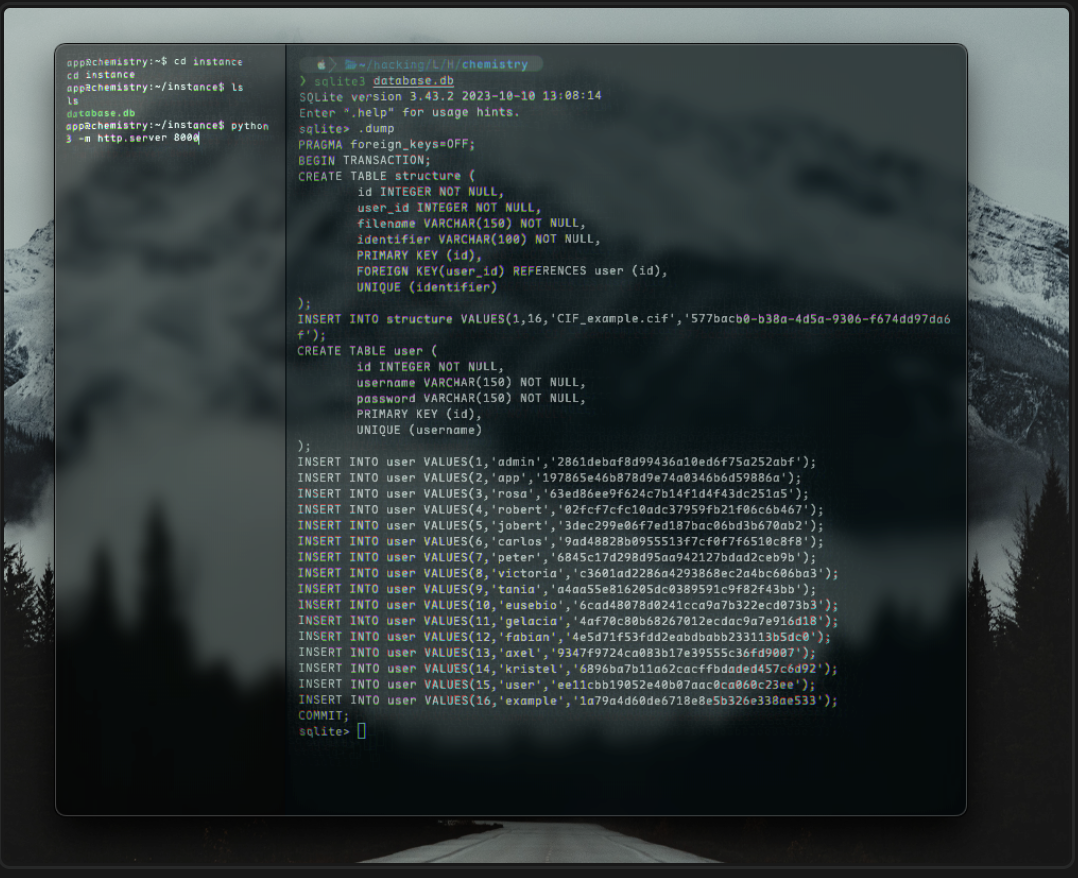 app@chemistry:~$ cd instance
cd instance
app@chemistry:~/instance$ ls
ls
database.db
app@chemistry:~/instance$ python
3 -m http.server 8000
~/hacking/L/H/chemistry
❯ sqlite3 database.db
SQLite version 3.43.2 2023-10-10 13:08:14
Enter ".help" for usage hints.
sqlite> .dump
PRAGMA foreign_keys=OFF;
BEGIN TRANSACTION;
CREATE TABLE structure (
id INTEGER NOT NULL,
user_id INTEGER NOT NULL,
filename VARCHAR(150) NOT NULL,
identifier VARCHAR(100) NOT NULL,
PRIMARY KEY (id),
FOREIGN KEY(user_id) REFERENCES user (id),
UNIQUE (identifier)
);
INSERT INTO structure VALUES(1,16,'CIF_example.cif','577bacb0-b38a-4d5a-9306-f674dd97da6
f');
CREATE TABLE user (
id INTEGER NOT NULL,
username VARCHAR(150) NOT NULL,
password VARCHAR(150) NOT NULL,
PRIMARY KEY (id),
UNIQUE (username)
);
INSERT INTO user VALUES(1,'admin','2861debaf8d99436a10ed6f75a252abf');
INSERT INTO user VALUES(2,'app','197865e46b878d9e74a0346b6d59886a');
INSERT INTO user VALUES(3,'rosa','63ed86ee9f624c7b14f1d4f43dc251a5');
INSERT INTO user VALUES(4,'robert','02fcf7cfc10adc37959fb21f06c6b467');
INSERT INTO user VALUES(5,'jobert','3dec299e06f7ed187bac06bd3b670ab2');
INSERT INTO user VALUES(6,'carlos','9ad48828b0955513f7cf0f7f6510c8f8');
INSERT INTO user VALUES(7,'peter','6845c17d298d95aa942127bdad2ceb9b');
INSERT INTO user VALUES(8,'victoria','c3601ad2286a4293868ec2a4bc606ba3');
INSERT INTO user VALUES(9,'tania','a4aa55e816205dc0389591c9f82f43bb');
INSERT INTO user VALUES(10,'eusebio','6cad48078d0241cca9a7b322ecd073b3');
INSERT INTO user VALUES(11,'gelacia','4af70c80b68267012ecdac9a7e916d18');
INSERT INTO user VALUES(12,'fabian','4e5d71f53fdd2eabdbabb233113b5dc0');
INSERT INTO user VALUES(13,'axel','9347f9724ca083b17e39555c36fd9007');
INSERT INTO user VALUES(14,'kristel','6896ba7b11a62cacffbdaded457c6d92');
INSERT INTO user VALUES(15,'user','ee11cbb19052e40b07aac0ca060c23ee');
INSERT INTO user VALUES(16,'example','1a79a4d60de6718e8e5b326e338ae533');
COMMIT;
sqlite>